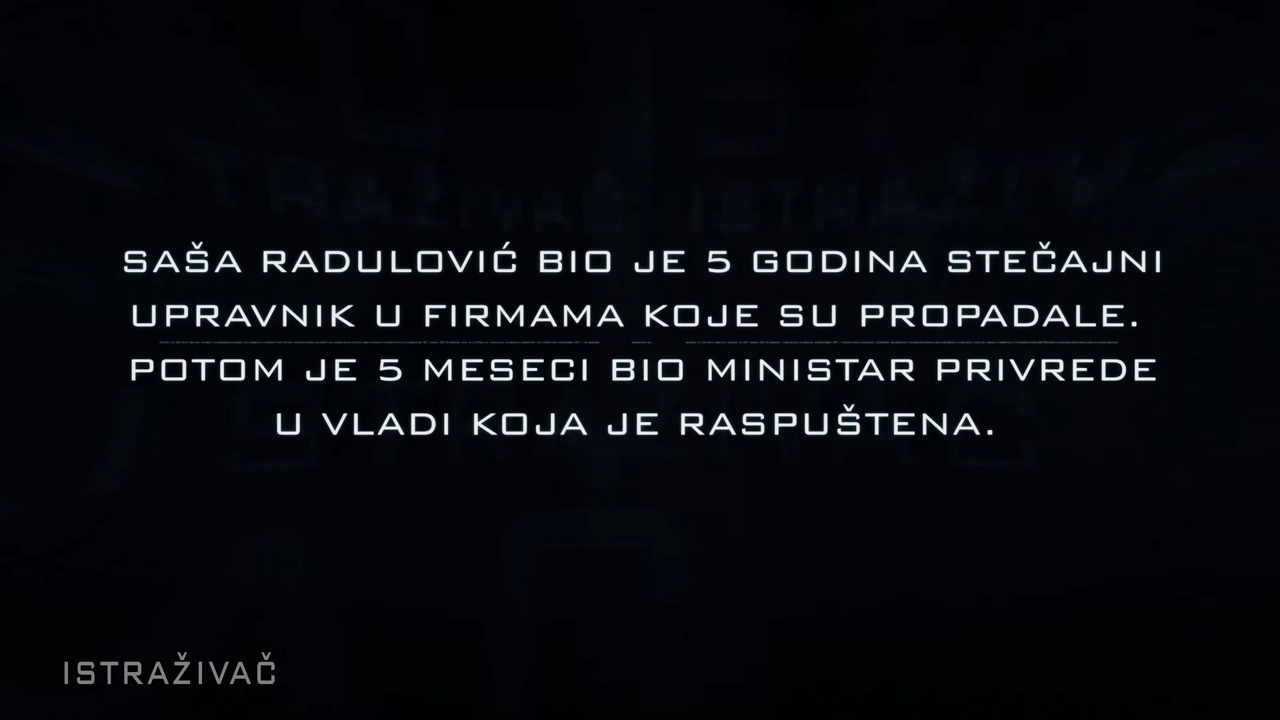 SAŠA RADULOVIĆ BIO JE 5 GODINA STEČAJNI
UPRAVNIK U FIRMAMA KOJE SU PROPADALE.
POTOM JE 5 MESECI BIO MINISTAR PRIVREDE
U VLADI KOJA JE RASPUŠTENA.
ISTRAŽIVAČ